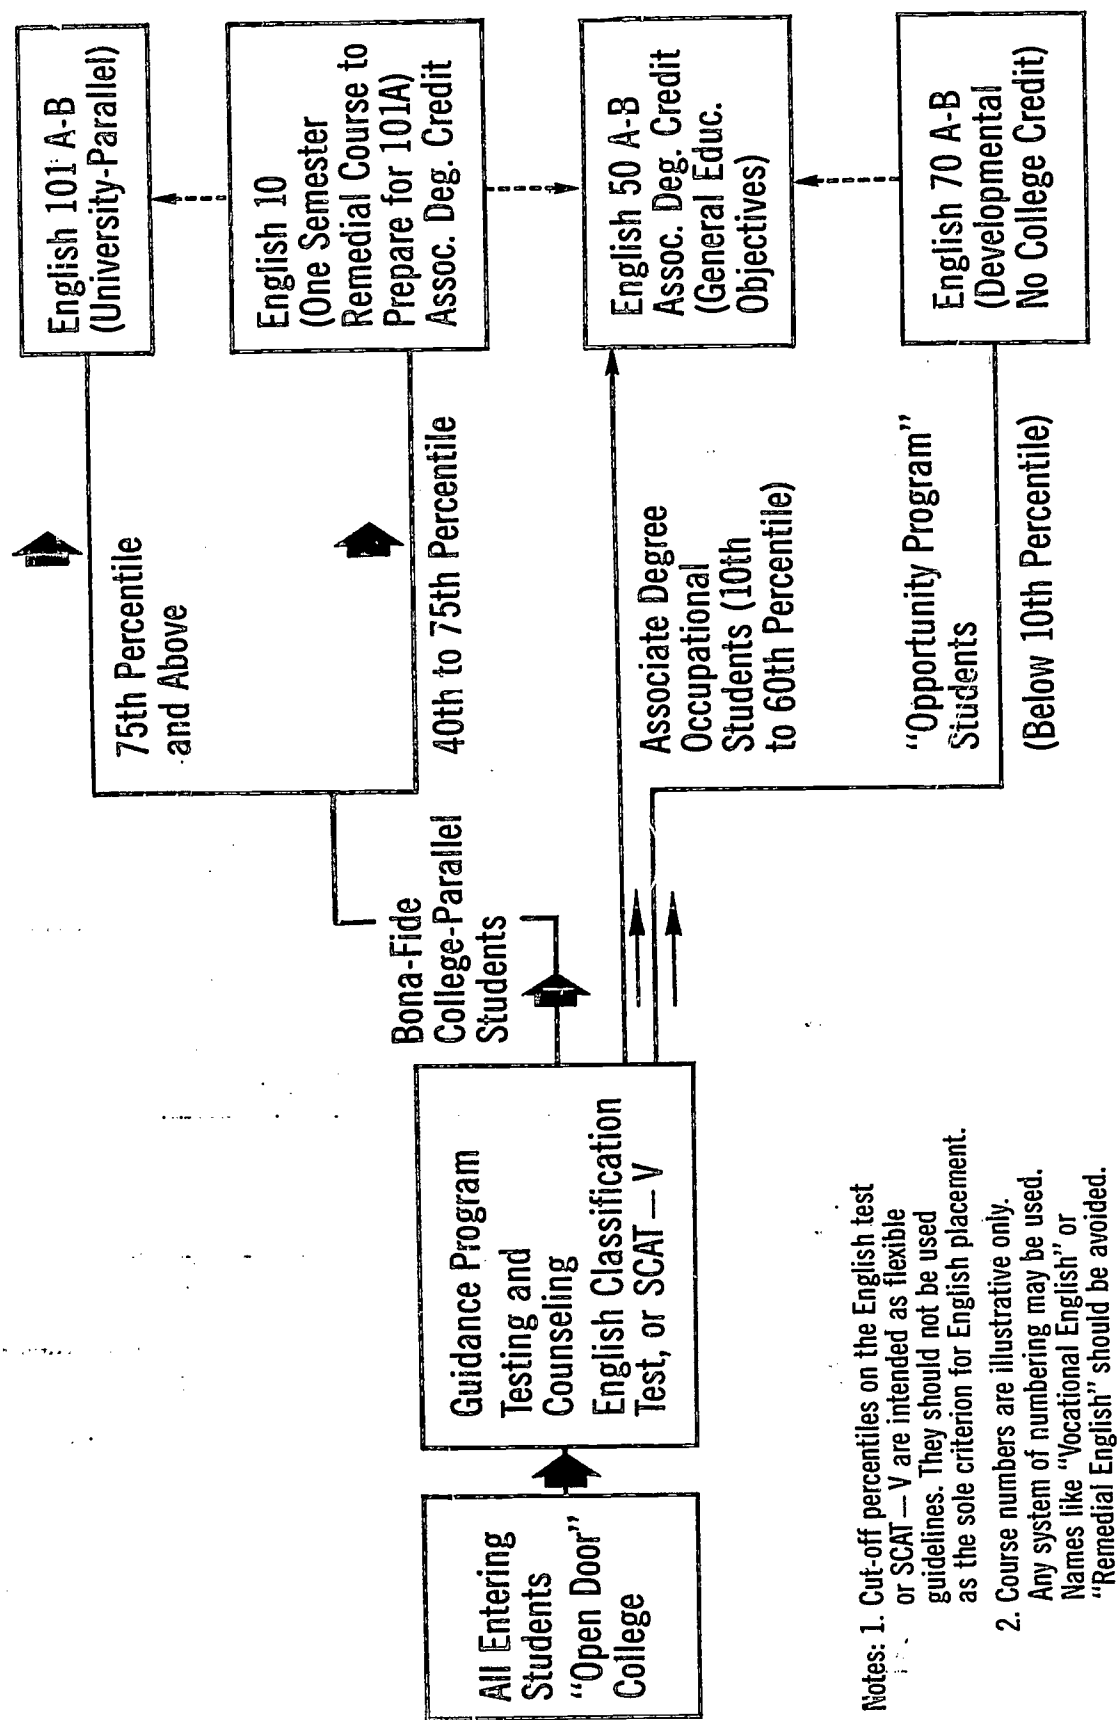 All Entering
Students
“Open Door”
College
Guidance Program
Testing and
Counseling
English Classification
Test, or SCAT—V
Bona-Fide
College-Parallel
Students
75th Percentile
and Above
40th to 75th Percentile
Associate Degree
Occupational
Students (10th
to 60th Percentile)
“Opportunity Program”
Students
(Below 10th Percentile)
English 101 A-B
(University-Parallel)
English 10
(One Semester
Remedial Course to
Prepare for 101A)
Assoc. Deg. Credit
English 50 A-B
Assoc. Deg. Credit
(General Educ.
Objectives)
English 70 A-B
(Developmental
No College Credit)
Notes: 1. Cut-off percentiles on the English test
or SCAT—V are intended as flexible
guidelines. They should not be used
as the sole criterion for English placement.
2. Course numbers are illustrative only.
Any system of numbering may be used.
Names like “Vocational English” or
“Remedial English” should be avoided.